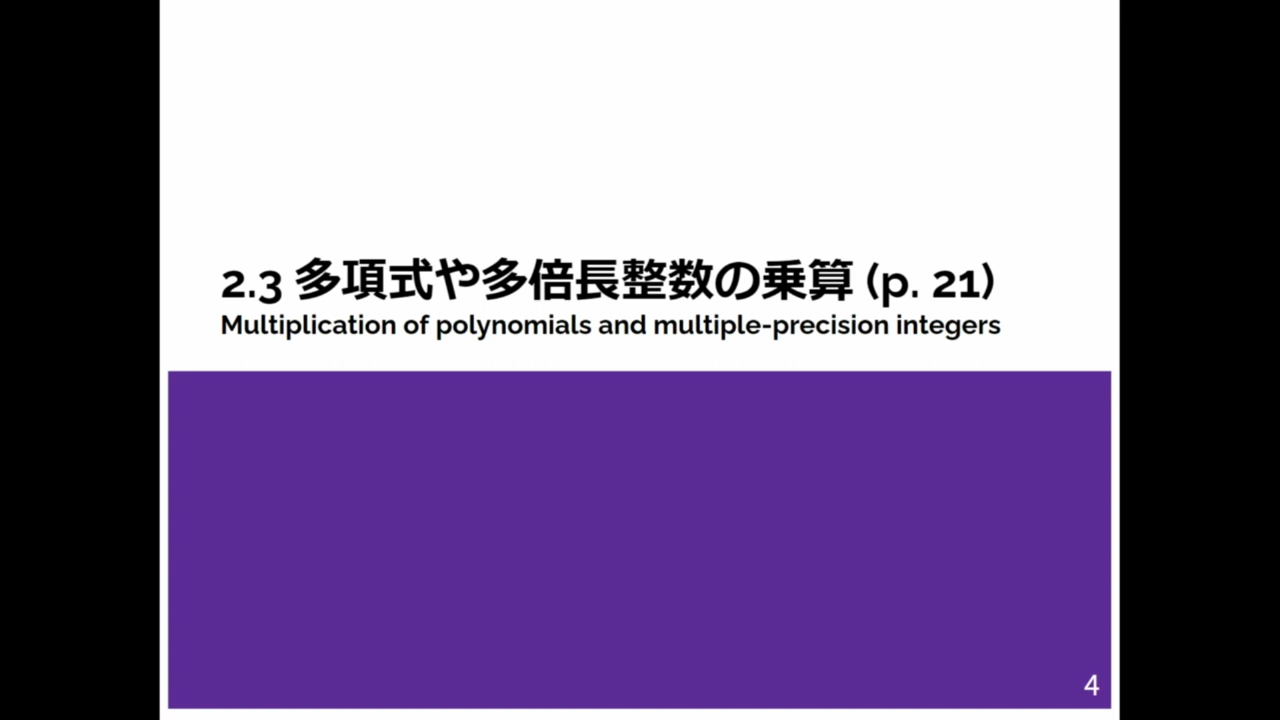 2.3 多項式や多倍長整数の乗算 (p. 21)
Multiplication of polynomials and multiple-precision integers
4